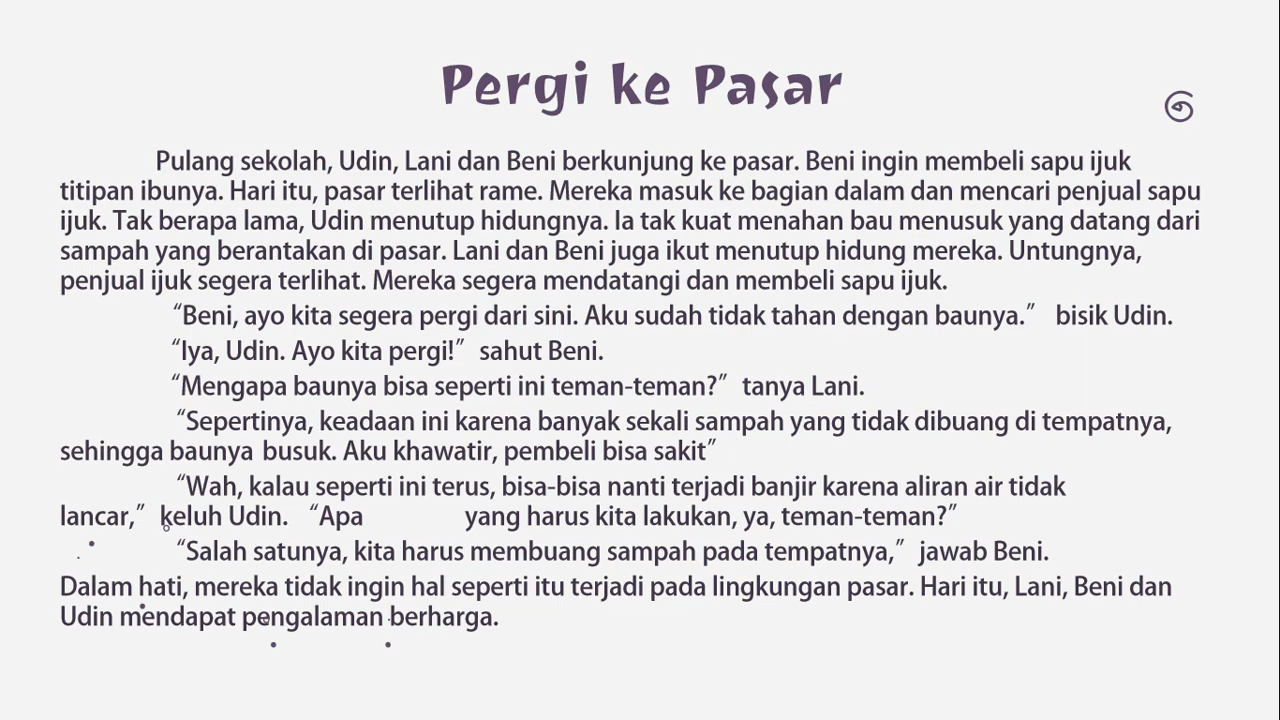 Pergi ke Pasar
Pulang sekolah, Udin, Lani dan Beni berkunjung ke pasar. Beni ingin membeli sapu ijuk
titipan ibunya. Hari itu, pasar terlihat rame. Mereka masuk ke bagian dalam dan mencari penjual sapu
ijuk. Tak berapa lama, Udin menutup hidungnya. Ia tak kuat menahan bau menusuk yang datang dari
sampah yang berantakan di pasar. Lani dan Beni juga ikut menutup hidung mereka. Untungnya,
penjual ijuk segera terlihat. Mereka segera mendatangi dan membeli sapu ijuk.
“Beni, ayo kita segera pergi dari sini. Aku sudah tidak tahan dengan baunya.” bisik Udin.
“Iya, Udin. Ayo kita pergi!” sahut Beni.
“Mengapa baunya bisa seperti ini teman-teman?” tanya Lani.
“Sepertinya, keadaan ini karena banyak sekali sampah yang tidak dibuang di tempatnya,
sehingga baunya busuk. Aku khawatir, pembeli bisa sakit”
“Wah, kalau seperti ini terus, bisa-bisa nanti terjadi banjir karena aliran air tidak
lancar,” keluh Udin. “Apa yang harus kita lakukan, ya, teman-teman?”
“Salah satunya, kita harus membuang sampah pada tempatnya,” jawab Beni.
Dalam hati, mereka tidak ingin hal seperti itu terjadi pada lingkungan pasar. Hari itu, Lani, Beni dan
Udin mendapat pengalaman berharga.